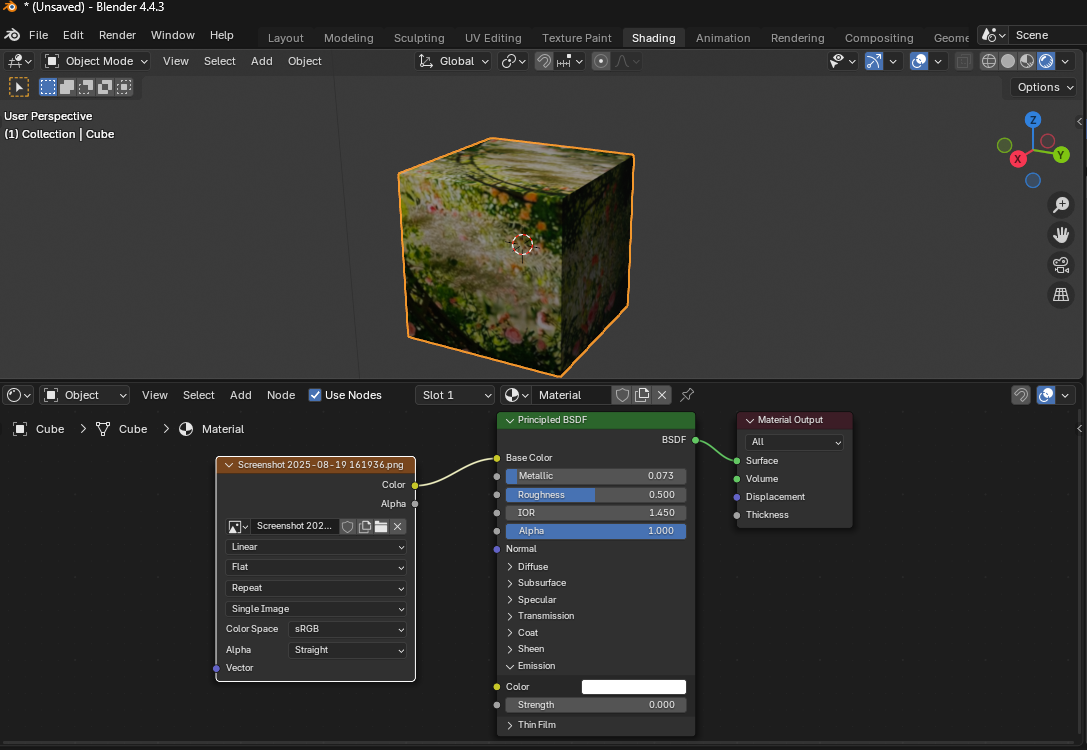 * (Unsaved) - Blender 4.4.3
File Edit Render Window Help Layout Modeling Sculpting UV Editing Texture Paint Shading Animation Rendering Compositing Geome Scene
Object Mode View Select Add Object Global
Options
User Perspective
(1) Collection | Cube
Z
X
Y
Object View Select Add Node Use Nodes Slot 1 Material
Cube > Cube > Material
Screenshot 2025-08-19 161936.png
Color
Alpha
Screenshot 202...
Linear
Flat
Repeat
Single Image
Color Space sRGB
Alpha Straight
Vector
Principled BSDF
BSDF
Base Color
Metallic 0.073
Roughness 0.500
IOR 1.450
Alpha 1.000
Normal
Diffuse
Subsurface
Specular
Transmission
Coat
Sheen
Emission
Color
Strength 0.000
Thin Film
Material Output
All
Surface
Volume
Displacement
Thickness